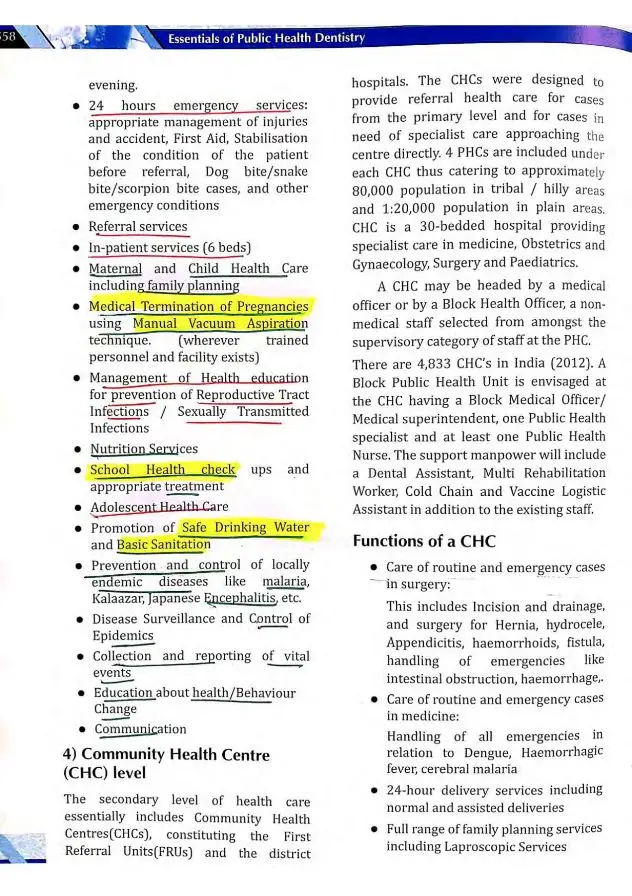 58
Essentials of Public Health Dentistry
evening.
• 24 hours emergency services:
appropriate management of injuries
and accident, First Aid, Stabilisation
of the condition of the patient
before referral, Dog bite/snake
bite/scorpion bite cases, and other
emergency conditions
• Referral services
• In-patient services (6 beds)
• Maternal and Child Health Care
including family planning
• Medical Termination of Pregnancies
using Manual Vacuum Aspiration
technique. (wherever trained
personnel and facility exists)
• Management of Health education
for prevention of Reproductive Tract
Infections / Sexually Transmitted
Infections
• Nutrition Services
• School Health check ups and
appropriate treatment
• Adolescent Health Care
• Promotion of Safe Drinking Water
and Basic Sanitation
• Prevention and control of locally
endemic diseases like malaria,
Kalaazar, Japanese Encephalitis, etc.
• Disease Surveillance and Control of
Epidemics
• Collection and reporting of vital
events
• Education about health/Behaviour
Change
• Communication
4) Community Health Centre
(CHC) level
The secondary level of health care
essentially includes Community Health
Centres(CHCs), constituting the First
Referral Units(FRUs) and the district
hospitals. The CHCs were designed to
provide referral health care for cases
from the primary level and for cases in
need of specialist care approaching the
centre directly. 4 PHCs are included under
each CHC thus catering to approximately
80,000 population in tribal / hilly areas
and 1:20,000 population in plain areas.
CHC is a 30-bedded hospital providing
specialist care in medicine, Obstetrics and
Gynaecology, Surgery and Paediatrics.
A CHC may be headed by a medical
officer or by a Block Health Officer, a non-
medical staff selected from amongst the
supervisory category of staff at the PHC.
There are 4,833 CHC's in India (2012). A
Block Public Health Unit is envisaged at
the CHC having a Block Medical Officer/
Medical superintendent, one Public Health
specialist and at least one Public Health
Nurse. The support manpower will include
a Dental Assistant, Multi Rehabilitation
Worker, Cold Chain and Vaccine Logistic
Assistant in addition to the existing staff.
Functions of a CHC
• Care of routine and emergency cases
in surgery:
This includes Incision and drainage,
and surgery for Hernia, hydrocele,
Appendicitis, haemorrhoids, fistula,
handling of emergencies like
intestinal obstruction, haemorrhage,.
• Care of routine and emergency cases
in medicine:
Handling of all emergencies in
relation to Dengue, Haemorrhagic
fever, cerebral malaria
• 24-hour delivery services including
normal and assisted deliveries
• Full range of family planning services
including Laproscopic Services